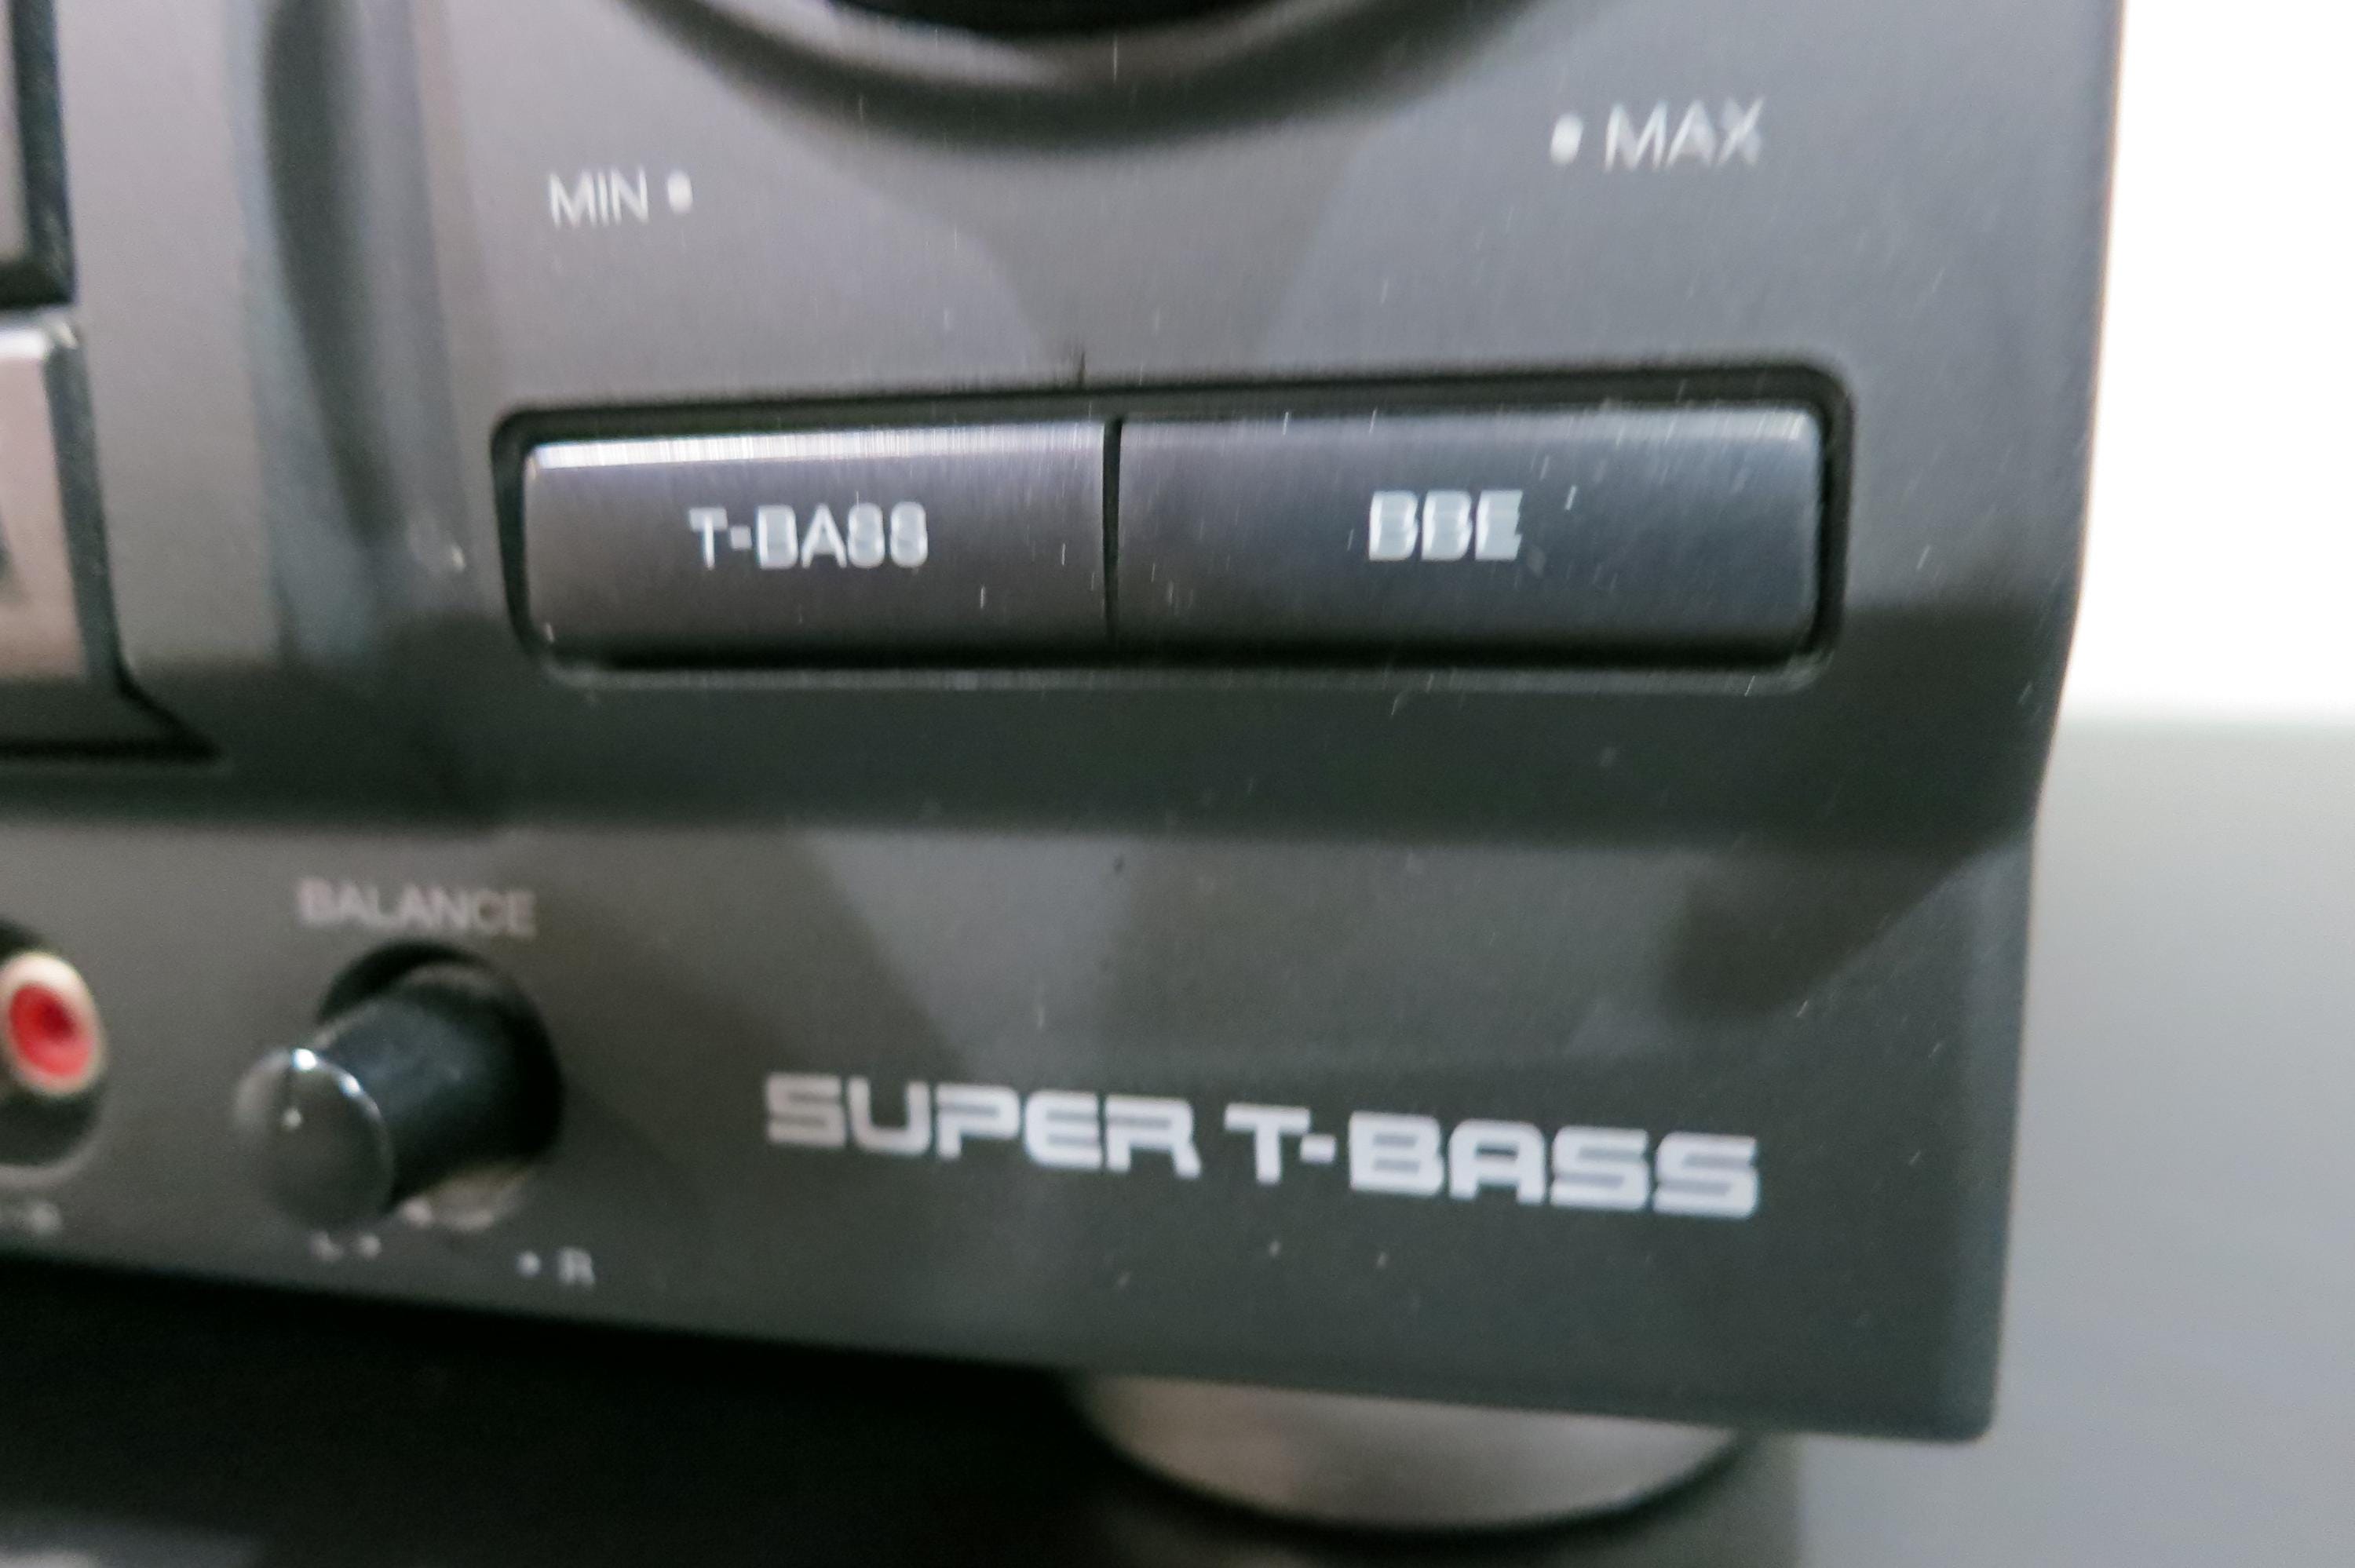 MIN
MAX
T-BASS
BBE
BALANCE
L
R
SUPER T-BASS